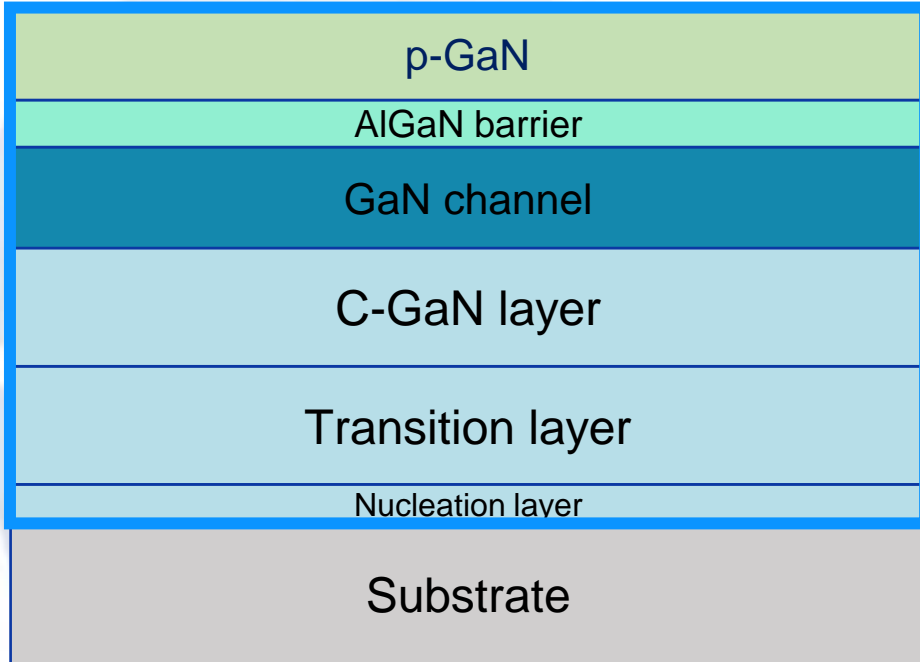 p-GaN
AlGaN barrier
GaN channel
C-GaN layer
Transition layer
Nucleation layer
Substrate